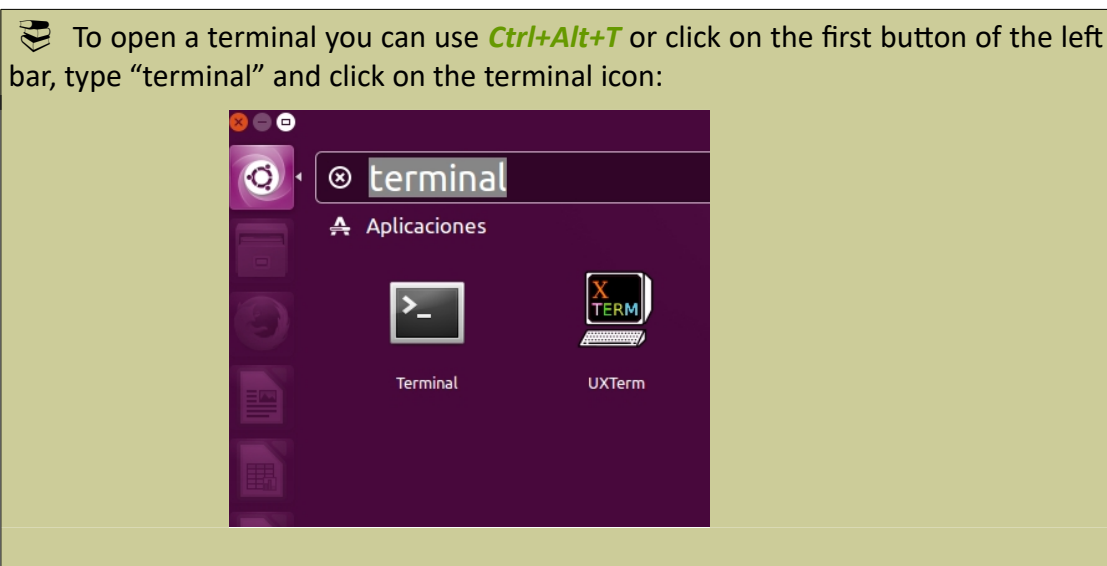 To open a terminal you can use Ctrl+Alt+T or click on the first button of the left
bar, type “terminal” and click on the terminal icon:
terminal
Aplicaciones
X
TERM
Terminal
UXTerm